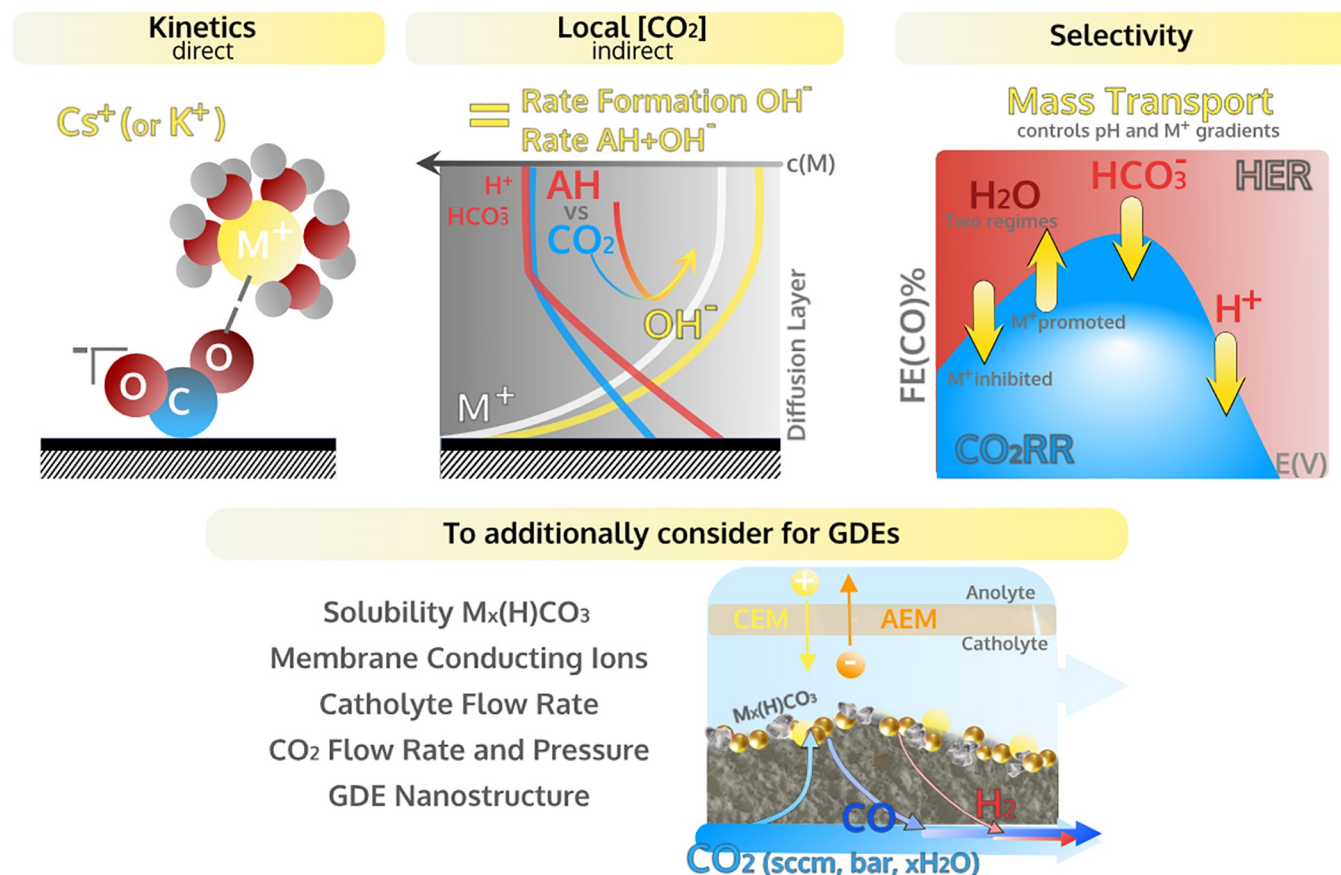 Kinetics
direct
Cs⁺ (or K⁺)
M⁺
O
O
C
Local [CO₂]
indirect
= Rate Formation OH⁻
Rate AH+OH⁻
c(M)
H⁺
HCO₃⁻
AH
vs
CO₂
OH⁻
M⁺
Diffusion Layer
Selectivity
Mass Transport
controls pH and M⁺ gradients
HCO₃⁻
HER
H₂O
Two regimes
H⁺
M⁺promoted
M⁺inhibited
FE(CO)%
CO₂RR
E(V)
To additionally consider for GDEs
Solubility Mₓ(H)CO₃
Membrane Conducting Ions
Catholyte Flow Rate
CO₂ Flow Rate and Pressure
GDE Nanostructure
+
Anolyte
CEM
AEM
Catholyte
-
Mₓ(H)CO₃
CO
H₂
CO₂ (sccm, bar, xH₂O)